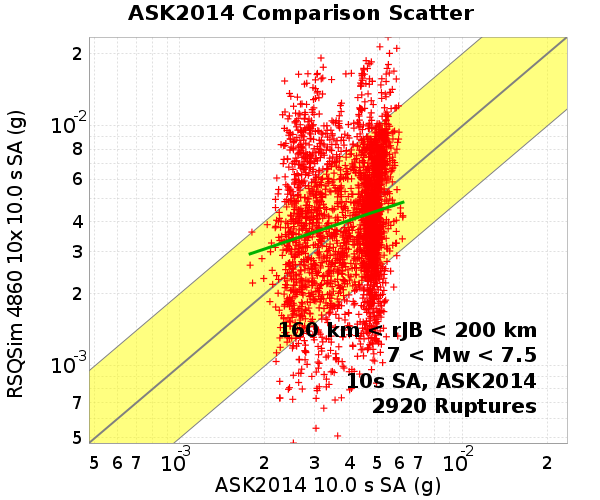 ASK2014 Comparison Scatter
RSQSim 4860 10x 10.0 s SA (g)
2
10-2
8
6
4
3
2
10-3
7
5
160 km < rJB < 200 km
7 < Mw < 7.5
10s SA, ASK2014
2920 Ruptures
5 6 7 10-3 2 3 4 5 6 7 10-2 2
ASK2014 10.0 s SA (g)